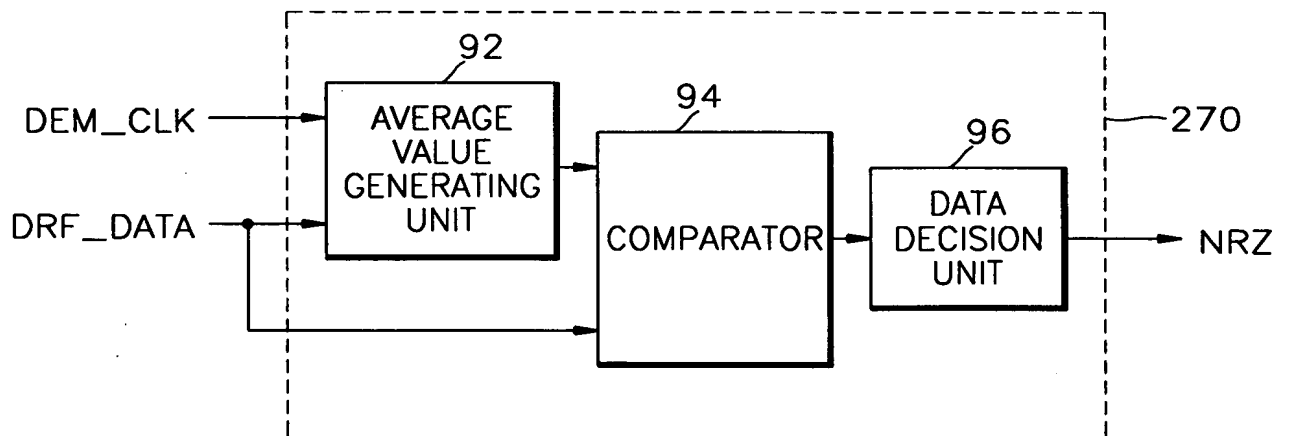 92
DEM_CLK
AVERAGE
VALUE
GENERATING
UNIT
94
270
96
DRF_DATA
COMPARATOR
DATA
DECISION
UNIT
NRZ